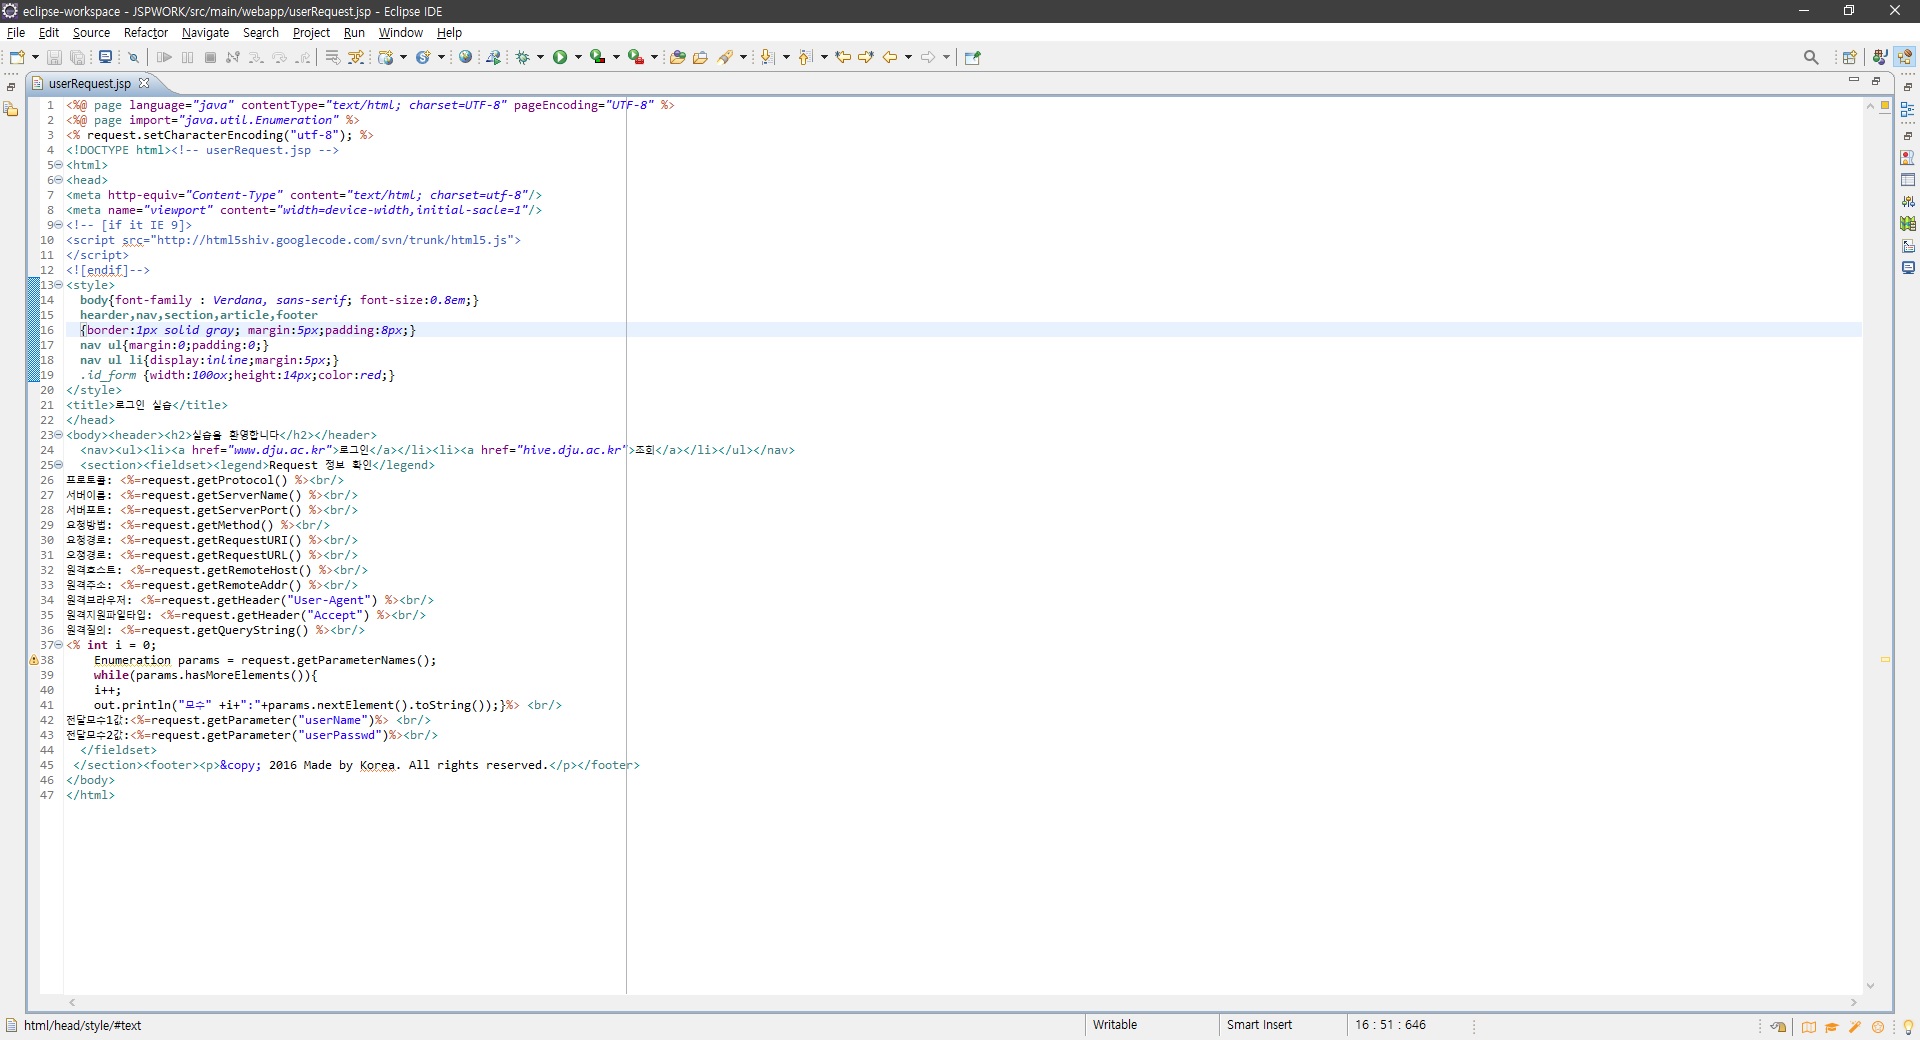 eclipse-workspace - JSPWORK/src/main/webapp/userRequest.jsp - Eclipse IDE
File Edit Source Refactor Navigate Search Project Run Window Help
userRequest.jsp
1 <%@ page language="java" contentType="text/html; charset=UTF-8" pageEncoding="UTF-8" %>
2 <%@ page import="java.util.Enumeration" %>
3 <% request.setCharacterEncoding("utf-8"); %>
4 <!DOCTYPE html><!-- userRequest.jsp -->
5 <html>
6 <head>
7 <meta http-equiv="Content-Type" content="text/html; charset=utf-8"/>
8 <meta name="viewport" content="width=device-width,initial-sacle=1"/>
9 <!-- [if it IE 9]>
10 <script src="http://html5shiv.googlecode.com/svn/trunk/html5.js">
11 </script>
12 <![endif]-->
13 <style>
14 body{font-family : Verdana, sans-serif; font-size:0.8em;}
15 hearder,nav,section,article,footer
16 {border:1px solid gray; margin:5px;padding:8px;}
17 nav ul{margin:0;padding:0;}
18 nav ul li{display:inline;margin:5px;}
19 .id_form {width:100ox;height:14px;color:red;}
20 </style>
21 <title>로그인 실습</title>
22 </head>
23 <body><header><h2>실습을 환영합니다</h2></header>
24 <nav><ul><li><a href="www.dju.ac.kr">로그인</a></li><li><a href="hive.dju.ac.kr">조회</a></li></ul></nav>
25 <section><fieldset><legend>Request 정보 확인</legend>
26 프로토콜: <%=request.getProtocol() %><br/>
27 서버이름: <%=request.getServerName() %><br/>
28 서버포트: <%=request.getServerPort() %><br/>
29 요청방법: <%=request.getMethod() %><br/>
30 요청경로: <%=request.getRequestURI() %><br/>
31 오청경로: <%=request.getRequestURL() %><br/>
32 원격호스트: <%=request.getRemoteHost() %><br/>
33 원격주소: <%=request.getRemoteAddr() %><br/>
34 원격브라우저: <%=request.getHeader("User-Agent") %><br/>
35 원격지원파일타입: <%=request.getHeader("Accept") %><br/>
36 원격질의: <%=request.getQueryString() %><br/>
37 <% int i = 0;
38 Enumeration params = request.getParameterNames();
39 while(params.hasMoreElements()){
40 i++;
41 out.println("모수" +i+":"+params.nextElement().toString());}%> <br/>
42 전달모수1값:<%=request.getParameter("userName")%> <br/>
43 전달모수2값:<%=request.getParameter("userPasswd")%><br/>
44 </fieldset>
45 </section><footer><p>&copy; 2016 Made by Korea. All rights reserved.</p></footer>
46 </body>
47 </html>
html/head/style/#text
Writable
Smart Insert
16 : 51 : 646